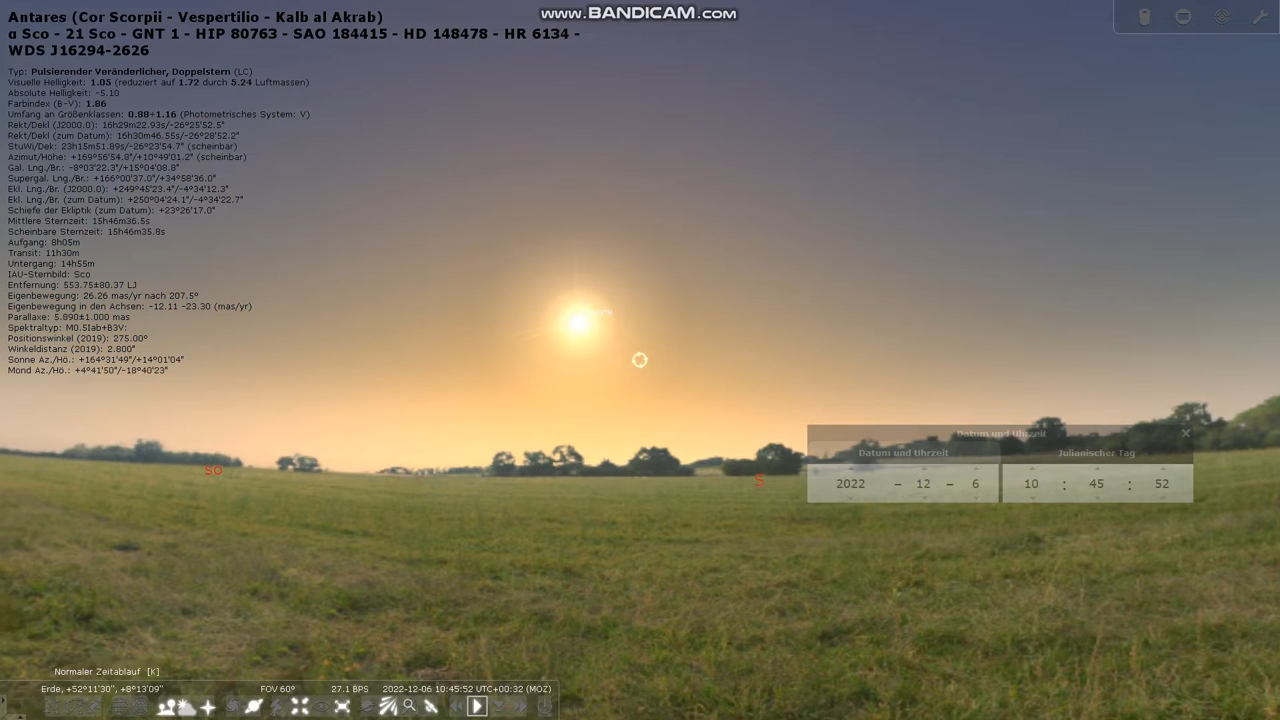 www.BANDICAM.com
Antares (Cor Scorpii - Vespertilio - Kalb al Akrab)
α Sco - 21 Sco - GNT 1 - HIP 80763 - SAO 184415 - HD 148478 - HR 6134 -
WDS J16294-2626
Typ: Pulsierender Veränderlicher, Doppelstern (LC)
Visuelle Helligkeit: 1.05 (reduziert auf 1.72 durch 5.24 Luftmassen)
Absolute Helligkeit: -5.10
Farbindex (B-V): 1.86
Umfang an Größenklassen: 0.88÷1.16 (Photometrisches System: V)
Rekt/Dekl (J2000.0): 16h29m22.93s/-26°25'52.5"
Rekt/Dekl (zum Datum): 16h30m46.55s/-26°28'52.2"
StuWi/Dek: 23h15m51.89s/-26°23'54.7" (scheinbar)
Azimut/Höhe: +169°56'54.8"/+10°49'01.2" (scheinbar)
Gal. Lng./Br.: -8°03'22.3"/+15°04'08.8"
Supergal. Lng./Br.: +166°00'37.0"/+34°58'36.0"
Ekl. Lng./Br. (J2000.0): +249°45'23.4"/-4°34'12.3"
Ekl. Lng./Br. (zum Datum): +250°04'24.1"/-4°34'22.7"
Schiefe der Ekliptik (zum Datum): +23°26'17.0"
Mittlere Sternzeit: 15h46m36.5s
Scheinbare Sternzeit: 15h46m35.8s
Aufgang: 8h05m
Transit: 11h30m
Untergang: 14h55m
IAU-Sternbild: Sco
Entfernung: 553.75±80.37 LJ
Eigenbewegung: 26.26 mas/yr nach 207.5°
Eigenbewegung in den Achsen: -12.11 -23.30 (mas/yr)
Parallaxe: 5.890±1.000 mas
Spektraltyp: M0.5Iab+B3V:
Positionswinkel (2019): 275.00°
Winkeldistanz (2019): 2.800"
Sonne Az./Hö.: +164°31'49"/+14°01'04"
Mond Az./Hö.: +4°41'50"/-18°40'23"
SO
S
Datum und Uhrzeit
Datum und Uhrzeit Julianischer Tag
2022 - 12 - 6 10 : 45 : 52
Normaler Zeitablauf [K]
Erde, +52°11'30", +8°13'09" FOV 60° 27.1 BPS 2022-12-06 10:45:52 UTC+00:32 (MOZ)